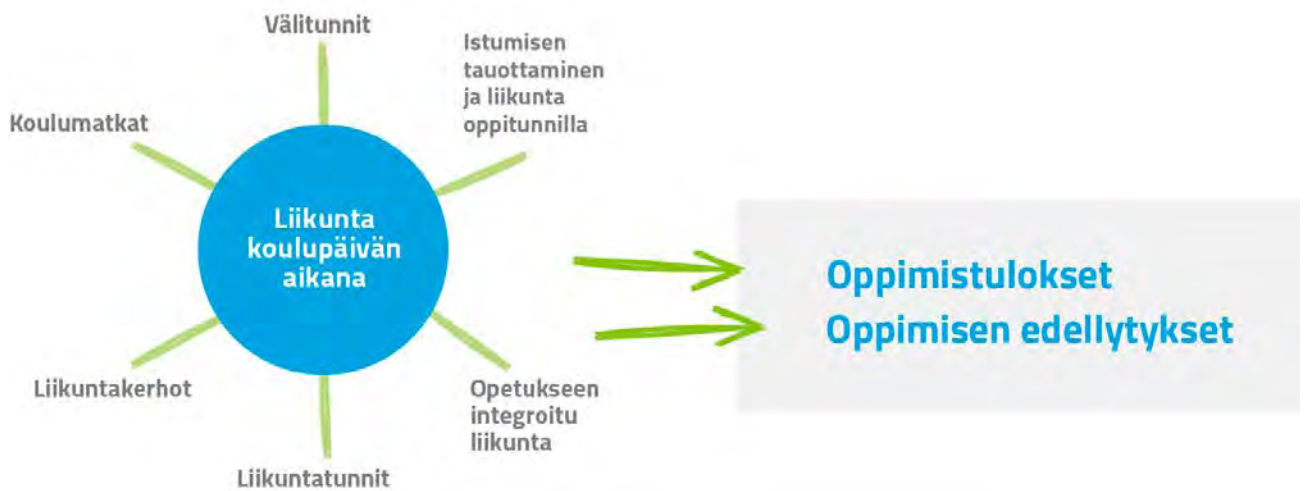 Välitunnit
Istumisen
tauottaminen
ja liikunta
oppitunnilla
Koulumatkat
Liikunta
koulupäivän
aikana
Oppimistulokset
Oppimisen edellytykset
Liikuntakerhot
Opetukseen
integroitu
liikunta
Liikuntatunnit